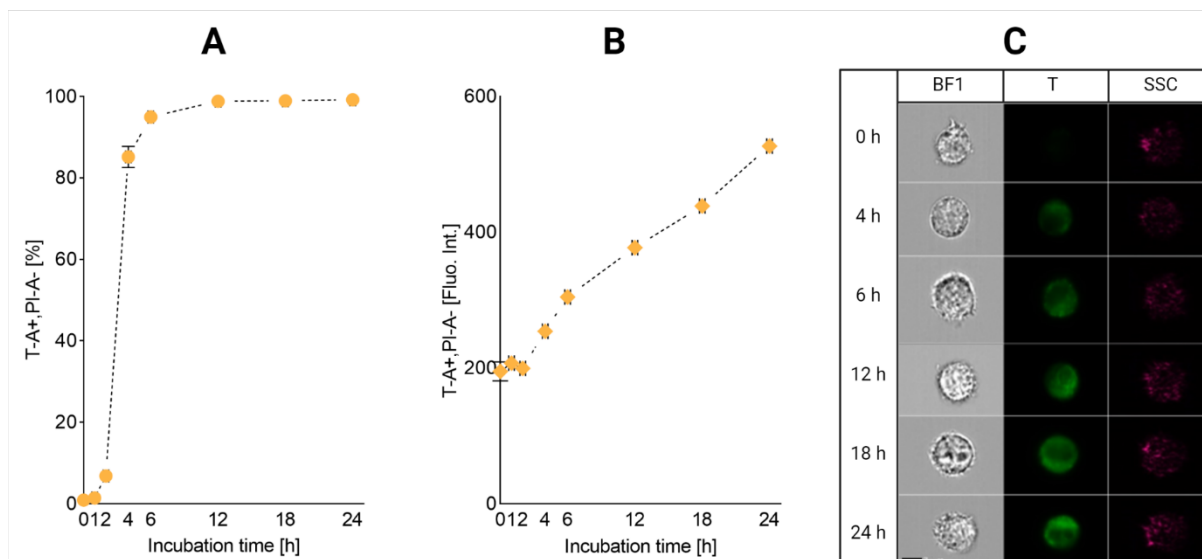 A
B
C
100
80
60
40
20
0
T-A+,PI-A- [%]
0 1 2 4 6 12 18 24
Incubation time [h]
600
400
200
0
T-A+,PI-A- [Fluo. Int.]
0 1 2 4 6 12 18 24
Incubation time [h]
BF1 T SSC
0 h
4 h
6 h
12 h
18 h
24 h